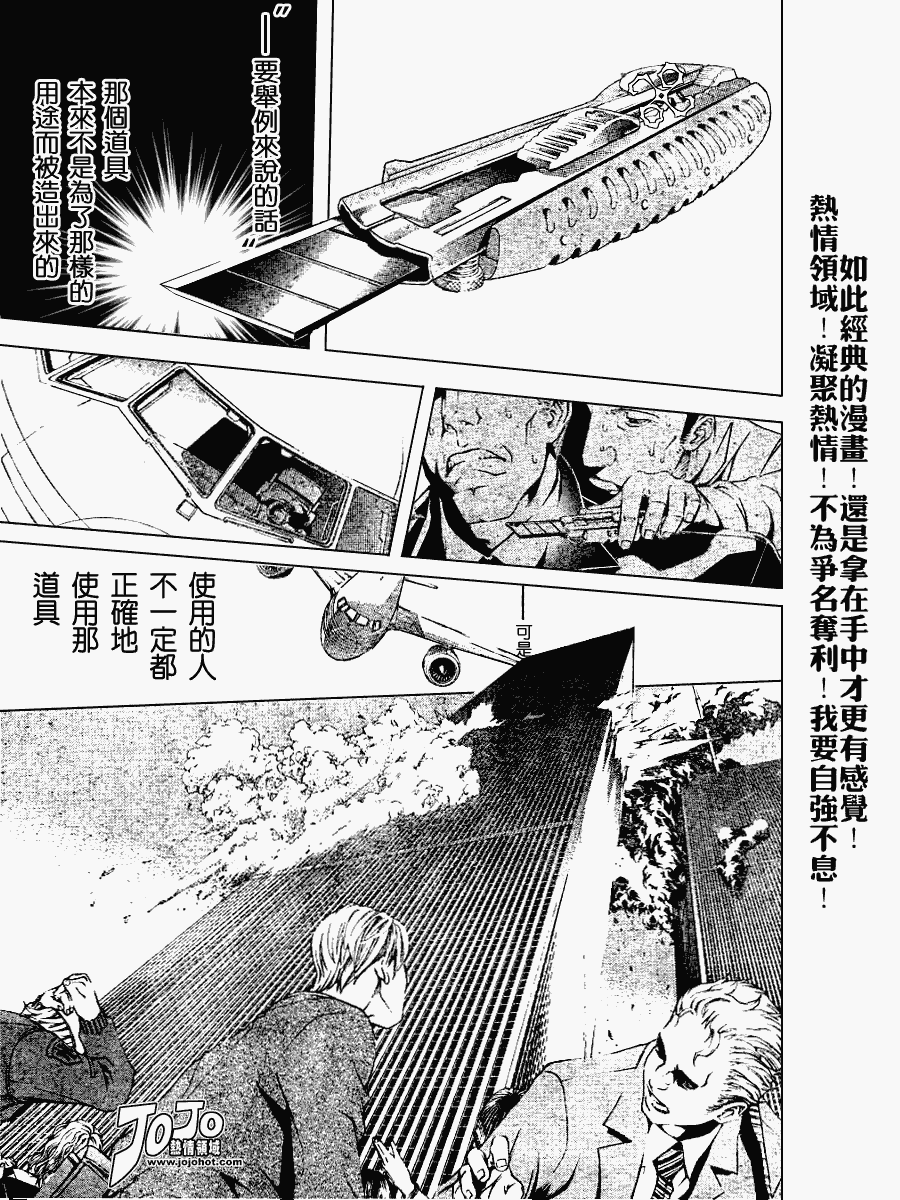 如此經典的漫畫！還是拿在手中才更有感覺！
熱情領域！凝聚熱情！不為爭名奪利！我要自強不息！
“——要舉例來說的話“
那個道具
本來不是為了那樣的
用途而被造出來的
——可是
使用的人
不一定都
正確地
使用那
道具
JOJO
熱情領域
www.jojohot.com